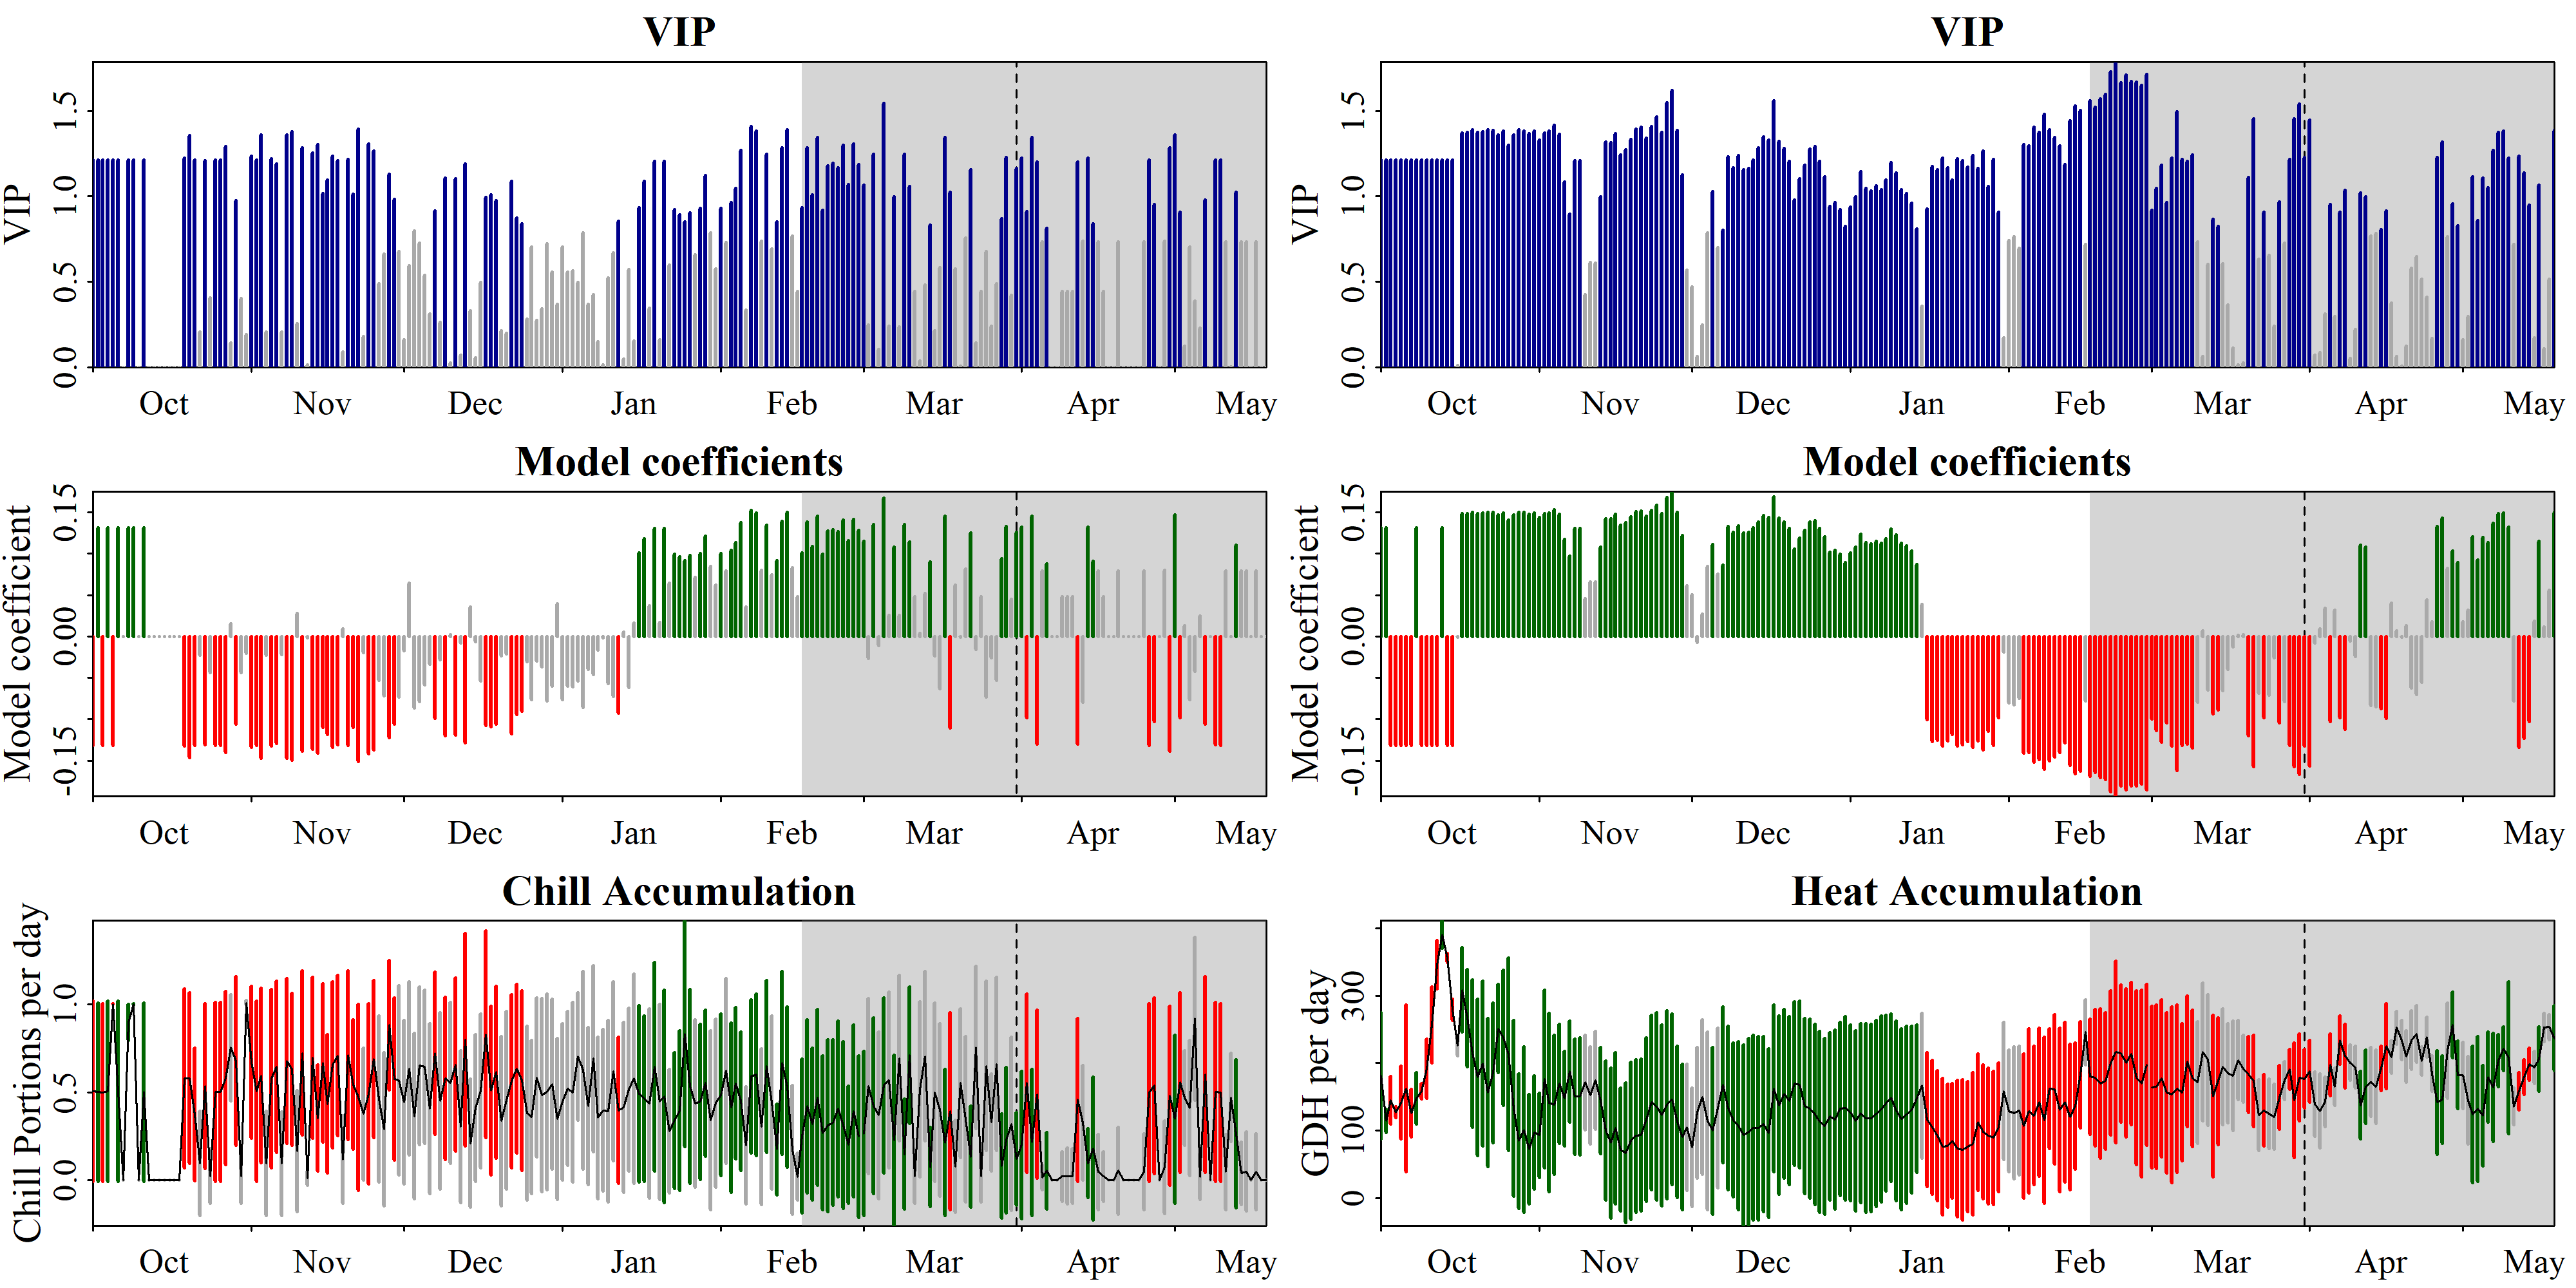 VIP
VIP
0.0 0.5 1.0 1.5
Oct Nov Dec Jan Feb Mar Apr May
VIP
VIP
0.0 0.5 1.0 1.5
Oct Nov Dec Jan Feb Mar Apr May
Model coefficients
Model coefficient
-0.15 0.00 0.15
Oct Nov Dec Jan Feb Mar Apr May
Model coefficients
Model coefficient
-0.15 0.00 0.15
Oct Nov Dec Jan Feb Mar Apr May
Chill Accumulation
Chill Portions per day
0.0 0.5 1.0
Oct Nov Dec Jan Feb Mar Apr May
Heat Accumulation
GDH per day
0 100 300
Oct Nov Dec Jan Feb Mar Apr May